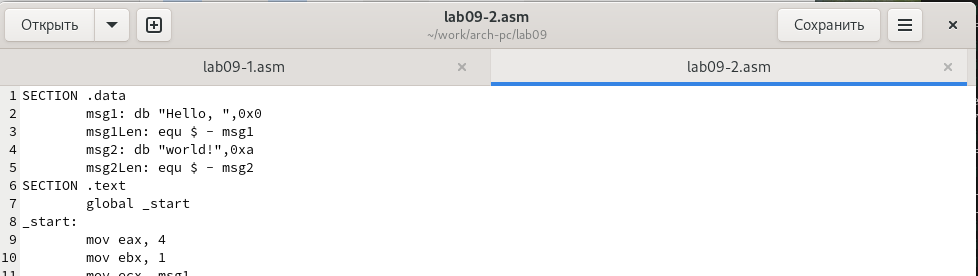 Открыть
lab09-2.asm
~/work/arch-pc/lab09
Сохранить
lab09-1.asm
lab09-2.asm
1 SECTION .data
2 msg1: db "Hello, ",0x0
3 msg1Len: equ $ - msg1
4 msg2: db "world!",0xa
5 msg2Len: equ $ - msg2
6 SECTION .text
7 global _start
8 _start:
9 mov eax, 4
10 mov ebx, 1
11 mov ecx, msg1